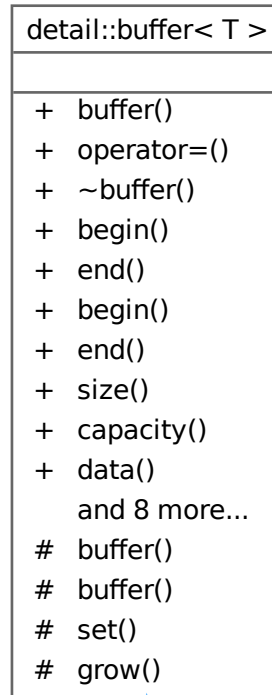 detail::buffer< T >
+ buffer()
+ operator=()
+ ~buffer()
+ begin()
+ end()
+ begin()
+ end()
+ size()
+ capacity()
+ data()
and 8 more...
# buffer()
# buffer()
# set()
# grow()